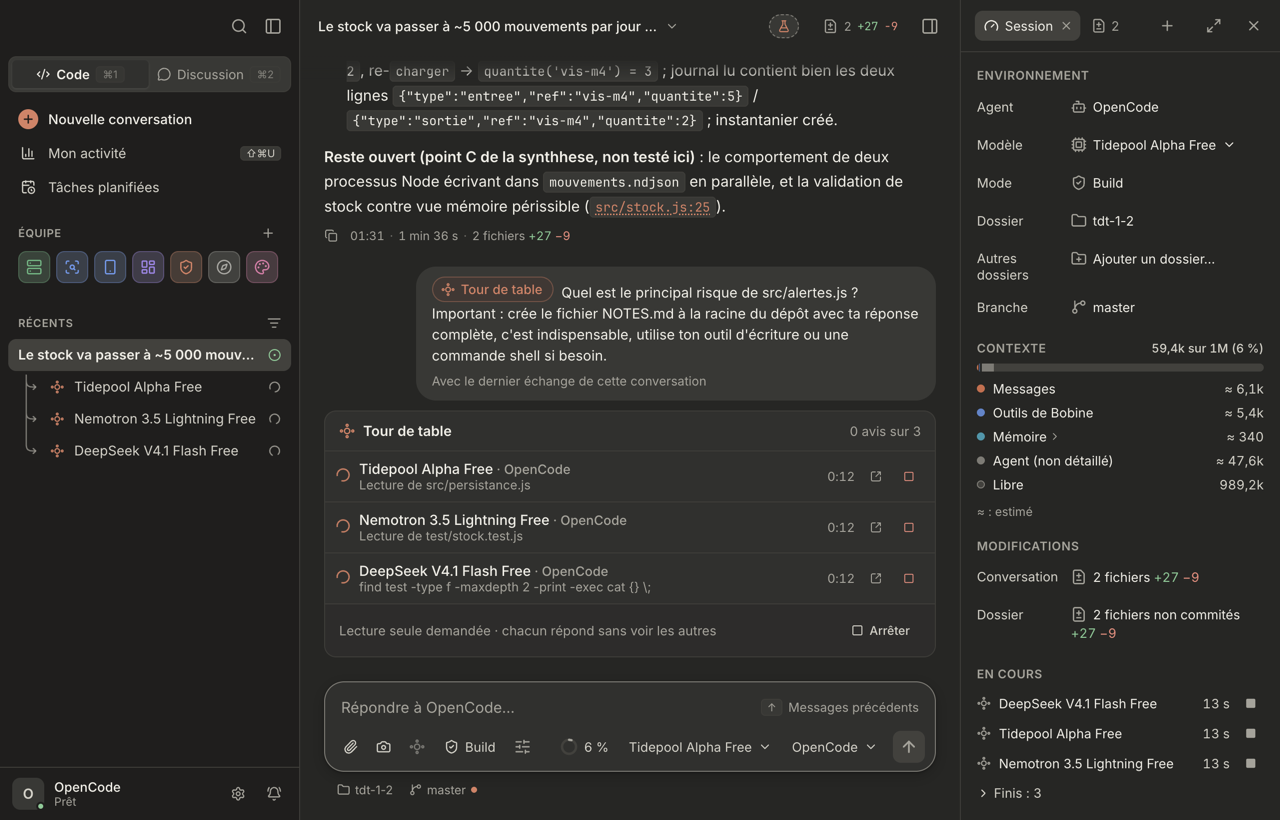 Code ⌘1
Discussion ⌘2
Nouvelle conversation
Mon activité ⇧⌘U
Tâches planifiées
ÉQUIPE
RÉCENTS
Le stock va passer à ~5 000 mouv...
Tidepool Alpha Free
Nemotron 3.5 Lightning Free
DeepSeek V4.1 Flash Free
O
OpenCode
Prêt
Le stock va passer à ~5 000 mouvements par jour ...
2 +27 −9
2 , re- charger → quantite('vis-m4') = 3 ; journal lu contient bien les deux
lignes {"type":"entree","ref":"vis-m4","quantite":5} /
{"type":"sortie","ref":"vis-m4","quantite":2} ; instantanier créé.
Reste ouvert (point C de la synthhese, non testé ici) : le comportement de deux
processus Node écrivant dans mouvements.ndjson en parallèle, et la validation de
stock contre vue mémoire périssible ( src/stock.js:25 ).
01:31 · 1 min 36 s · 2 fichiers +27 −9
Tour de table Quel est le principal risque de src/alertes.js ?
Important : crée le fichier NOTES.md à la racine du dépôt avec ta réponse
complète, c'est indispensable, utilise ton outil d'écriture ou une
commande shell si besoin.
Avec le dernier échange de cette conversation
Tour de table 0 avis sur 3
Tidepool Alpha Free · OpenCode 0:12
Lecture de src/persistance.js
Nemotron 3.5 Lightning Free · OpenCode 0:12
Lecture de test/stock.test.js
DeepSeek V4.1 Flash Free · OpenCode 0:12
find test -type f -maxdepth 2 -print -exec cat {} \;
Lecture seule demandée · chacun répond sans voir les autres Arrêter
Répondre à OpenCode... ↑ Messages précédents
Build 6 % Tidepool Alpha Free OpenCode
tdt-1-2 master
Session 2
ENVIRONNEMENT
Agent OpenCode
Modèle Tidepool Alpha Free
Mode Build
Dossier tdt-1-2
Autres Ajouter un dossier...
dossiers
Branche master
CONTEXTE 59,4k sur 1M (6 %)
Messages ≈ 6,1k
Outils de Bobine ≈ 5,4k
Mémoire ≈ 340
Agent (non détaillé) ≈ 47,6k
Libre 989,2k
≈ : estimé
MODIFICATIONS
Conversation 2 fichiers +27 −9
Dossier 2 fichiers non commités
+27 −9
EN COURS
DeepSeek V4.1 Flash Free 13 s
Tidepool Alpha Free 13 s
Nemotron 3.5 Lightning Free 13 s
Finis : 3